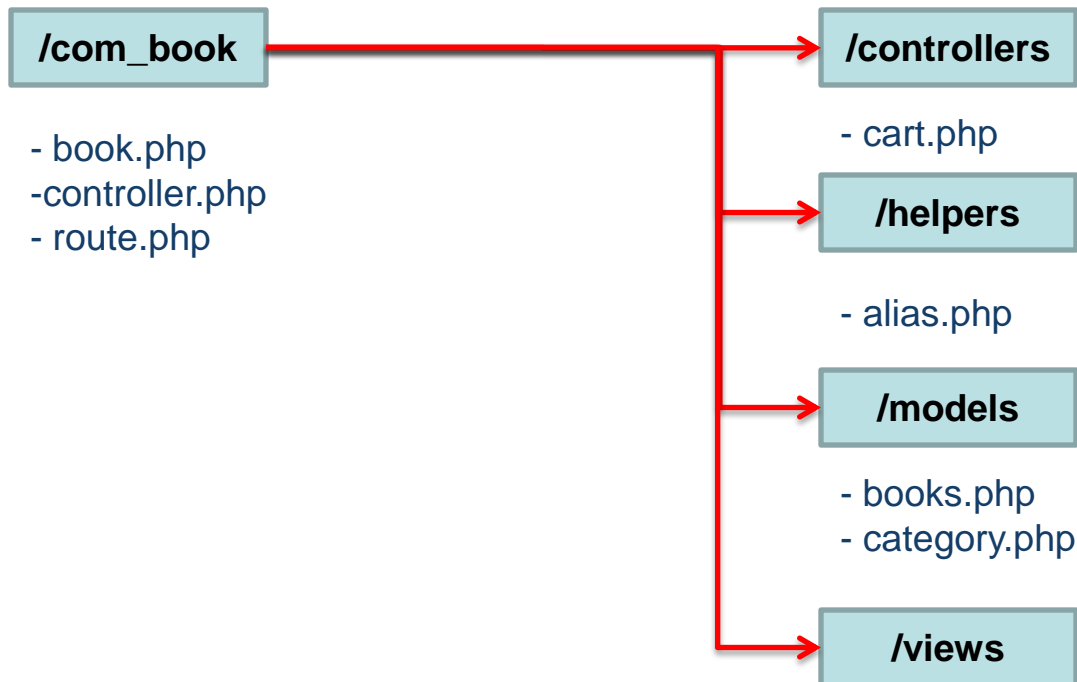 /com_book
- book.php
-controller.php
- route.php
/controllers
- cart.php
/helpers
- alias.php
/models
- books.php
- category.php
/views